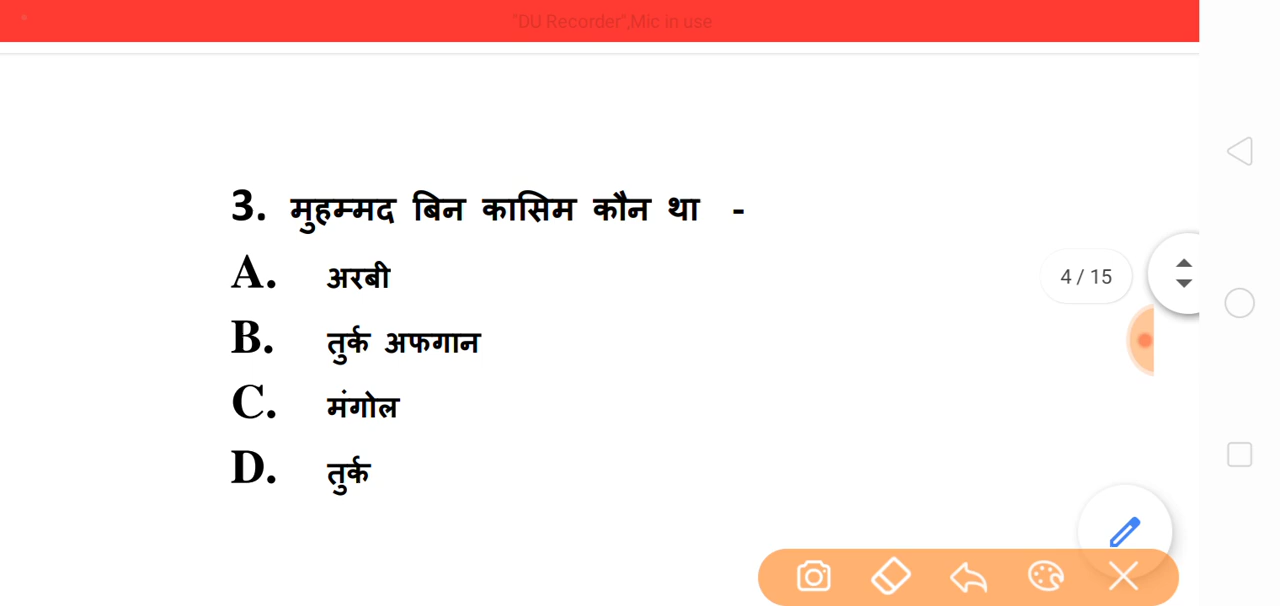 "DU Recorder",Mic in use
3. मुहम्मद बिन कासिम कौन था -
A. अरबी
B. तुर्क अफगान
C. मंगोल
D. तुर्क
4 / 15